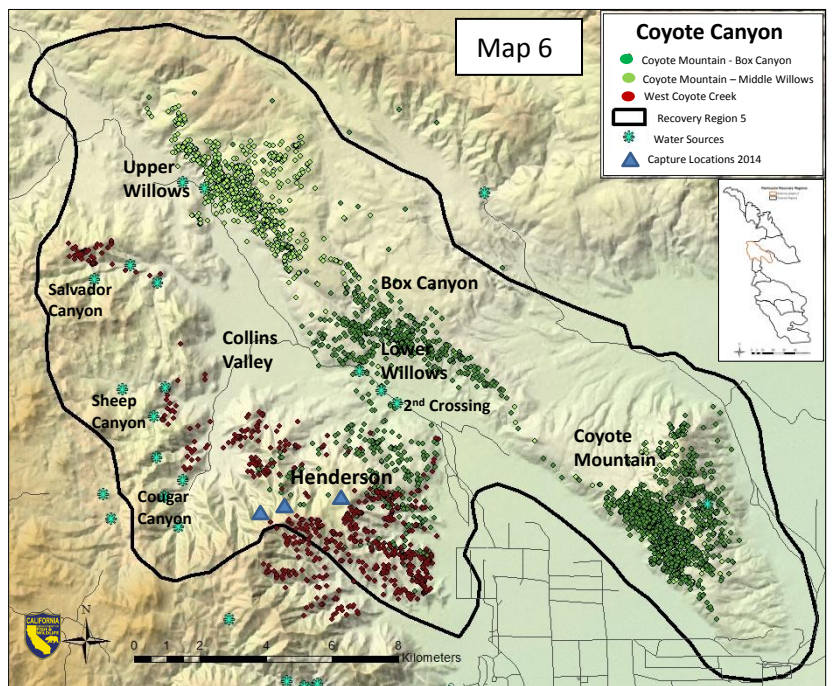 Map 6
Coyote Canyon
Coyote Mountain - Box Canyon
Coyote Mountain – Middle Willows
West Coyote Creek
Recovery Region 5
Water Sources
Capture Locations 2014
Upper
Willows
Box Canyon
Salvador
Canyon
Collins
Valley
Lower
Willows
Sheep
Canyon
2nd Crossing
Coyote
Mountain
Henderson
Cougar
Canyon
CALIFORNIA
FISH &
WILDLIFE
N
0 1 2 4 6 8
Kilometers